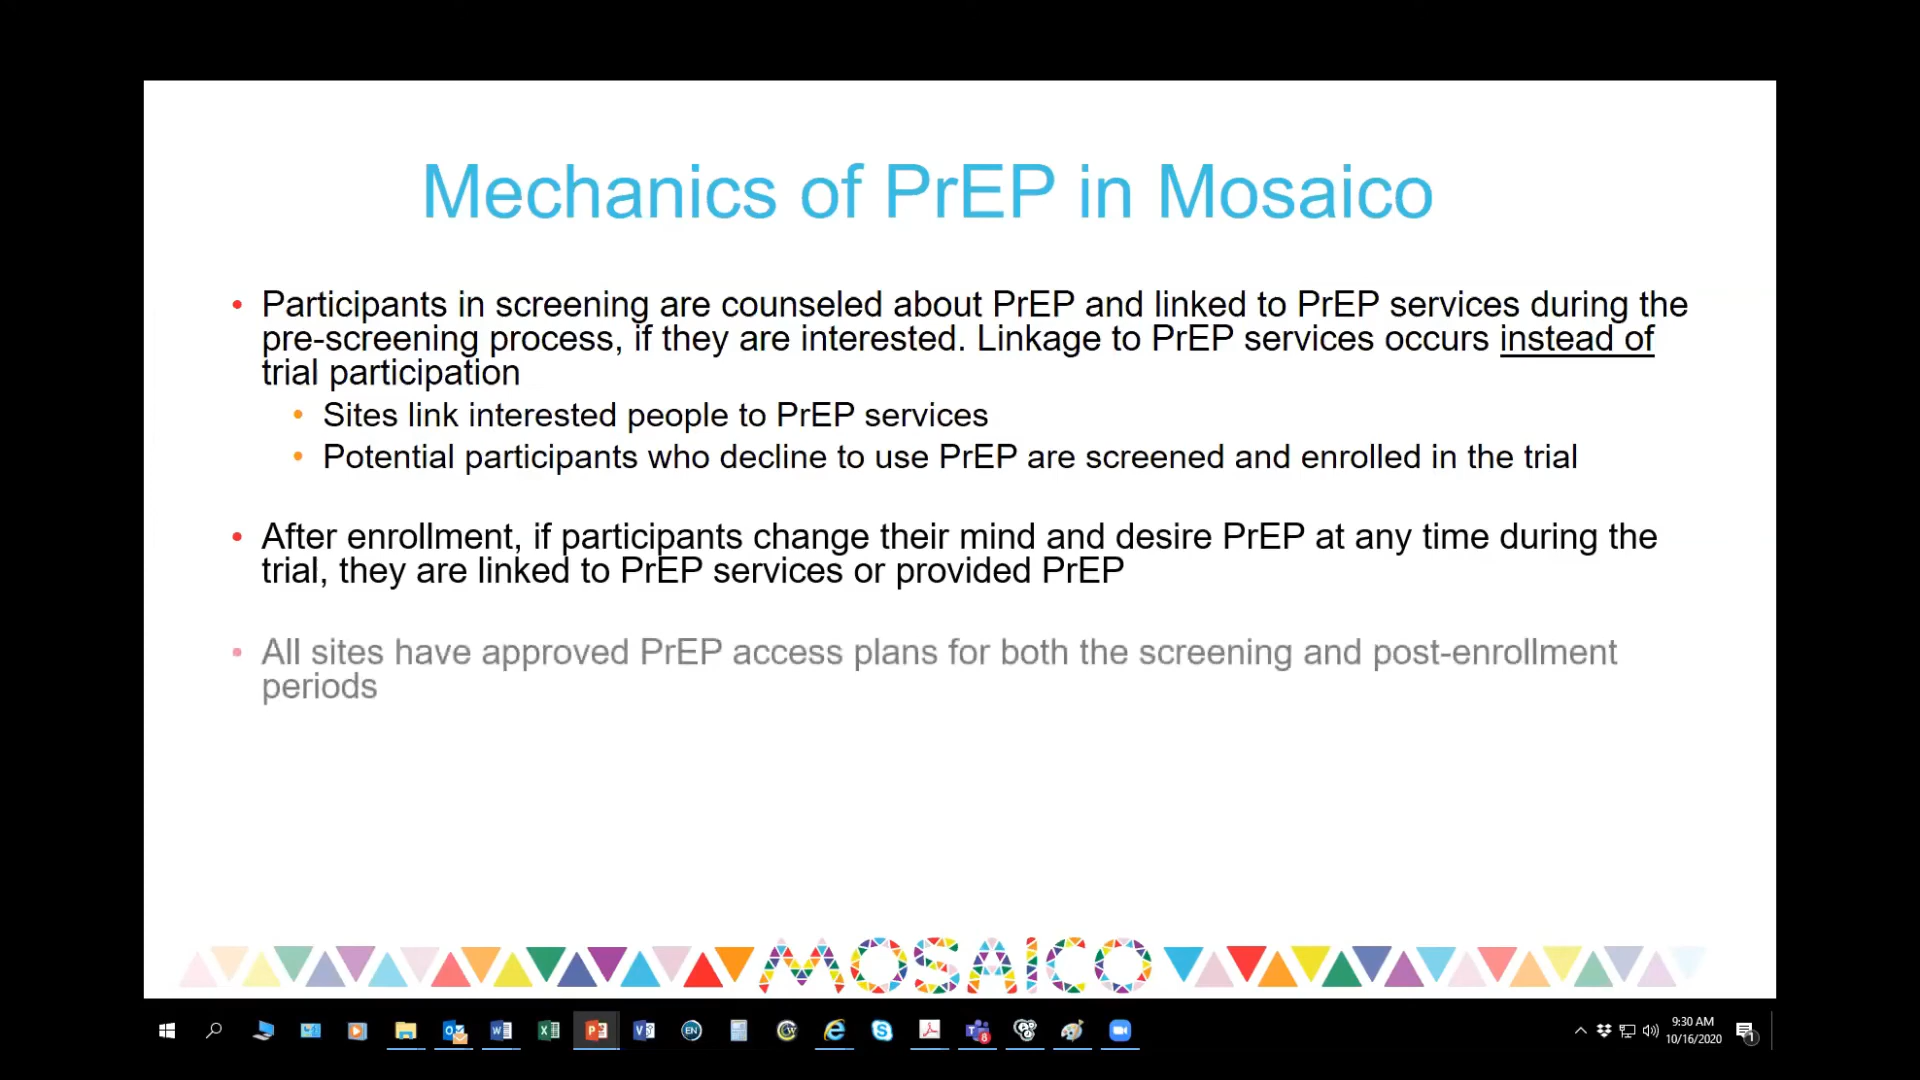 Mechanics of PrEP in Mosaico
• Participants in screening are counseled about PrEP and linked to PrEP services during the
pre-screening process, if they are interested. Linkage to PrEP services occurs instead of
trial participation
• Sites link interested people to PrEP services
• Potential participants who decline to use PrEP are screened and enrolled in the trial
• After enrollment, if participants change their mind and desire PrEP at any time during the
trial, they are linked to PrEP services or provided PrEP
• All sites have approved PrEP access plans for both the screening and post-enrollment
periods
MOSAICO
EN
9:30 AM
10/16/2020